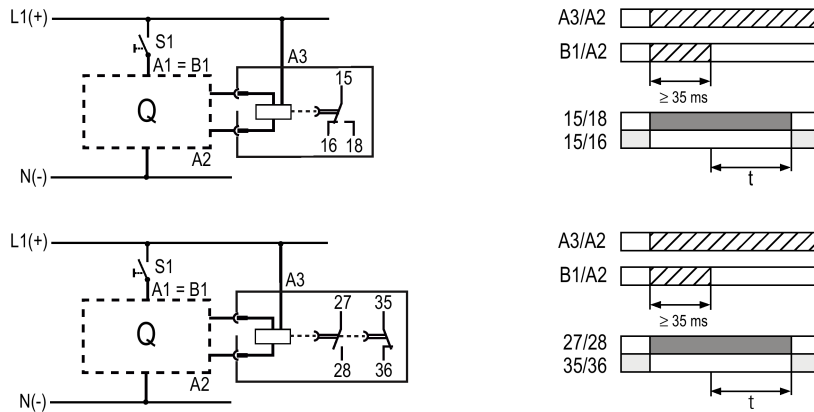 L1(+)
S1
A1 = B1
A3
15
Q
16 18
A2
N(-)
A3/A2
B1/A2
≥ 35 ms
15/18
15/16
t
L1(+)
S1
A1 = B1
A3
27 35
Q
28 36
A2
N(-)
A3/A2
B1/A2
≥ 35 ms
27/28
35/36
t